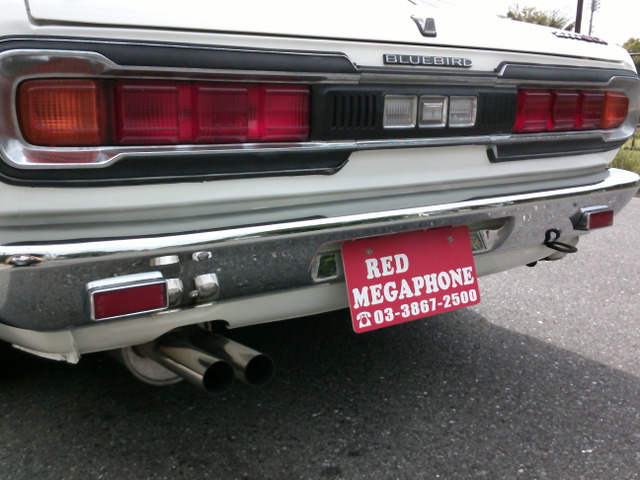 BLUEBIRD
RED
MEGAPHONE
☎03-3867-2500